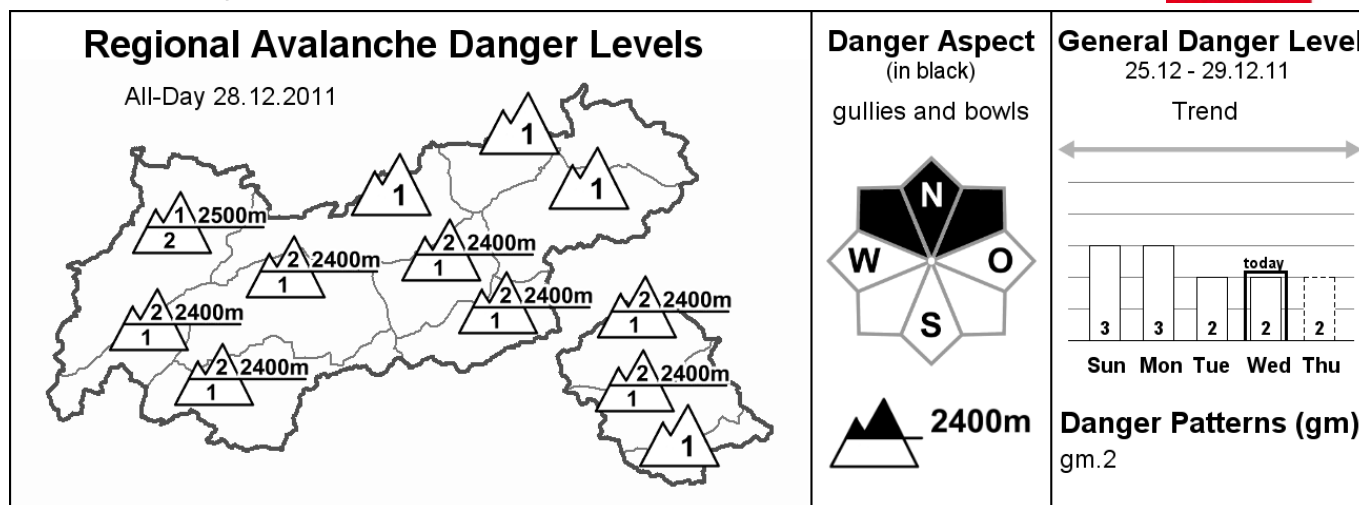 Regional Avalanche Danger Levels
All-Day 28.12.2011
1
1
1
1 2500m
2
2 2400m
1
2 2400m
1
2 2400m
1
2 2400m
1
2 2400m
1
2 2400m
1
2 2400m
1
1
Danger Aspect
(in black)
gullies and bowls
N
W
O
S
2400m
General Danger Level
25.12 - 29.12.11
Trend
today
3 3 2 2 2
Sun Mon Tue Wed Thu
Danger Patterns (gm)
gm.2